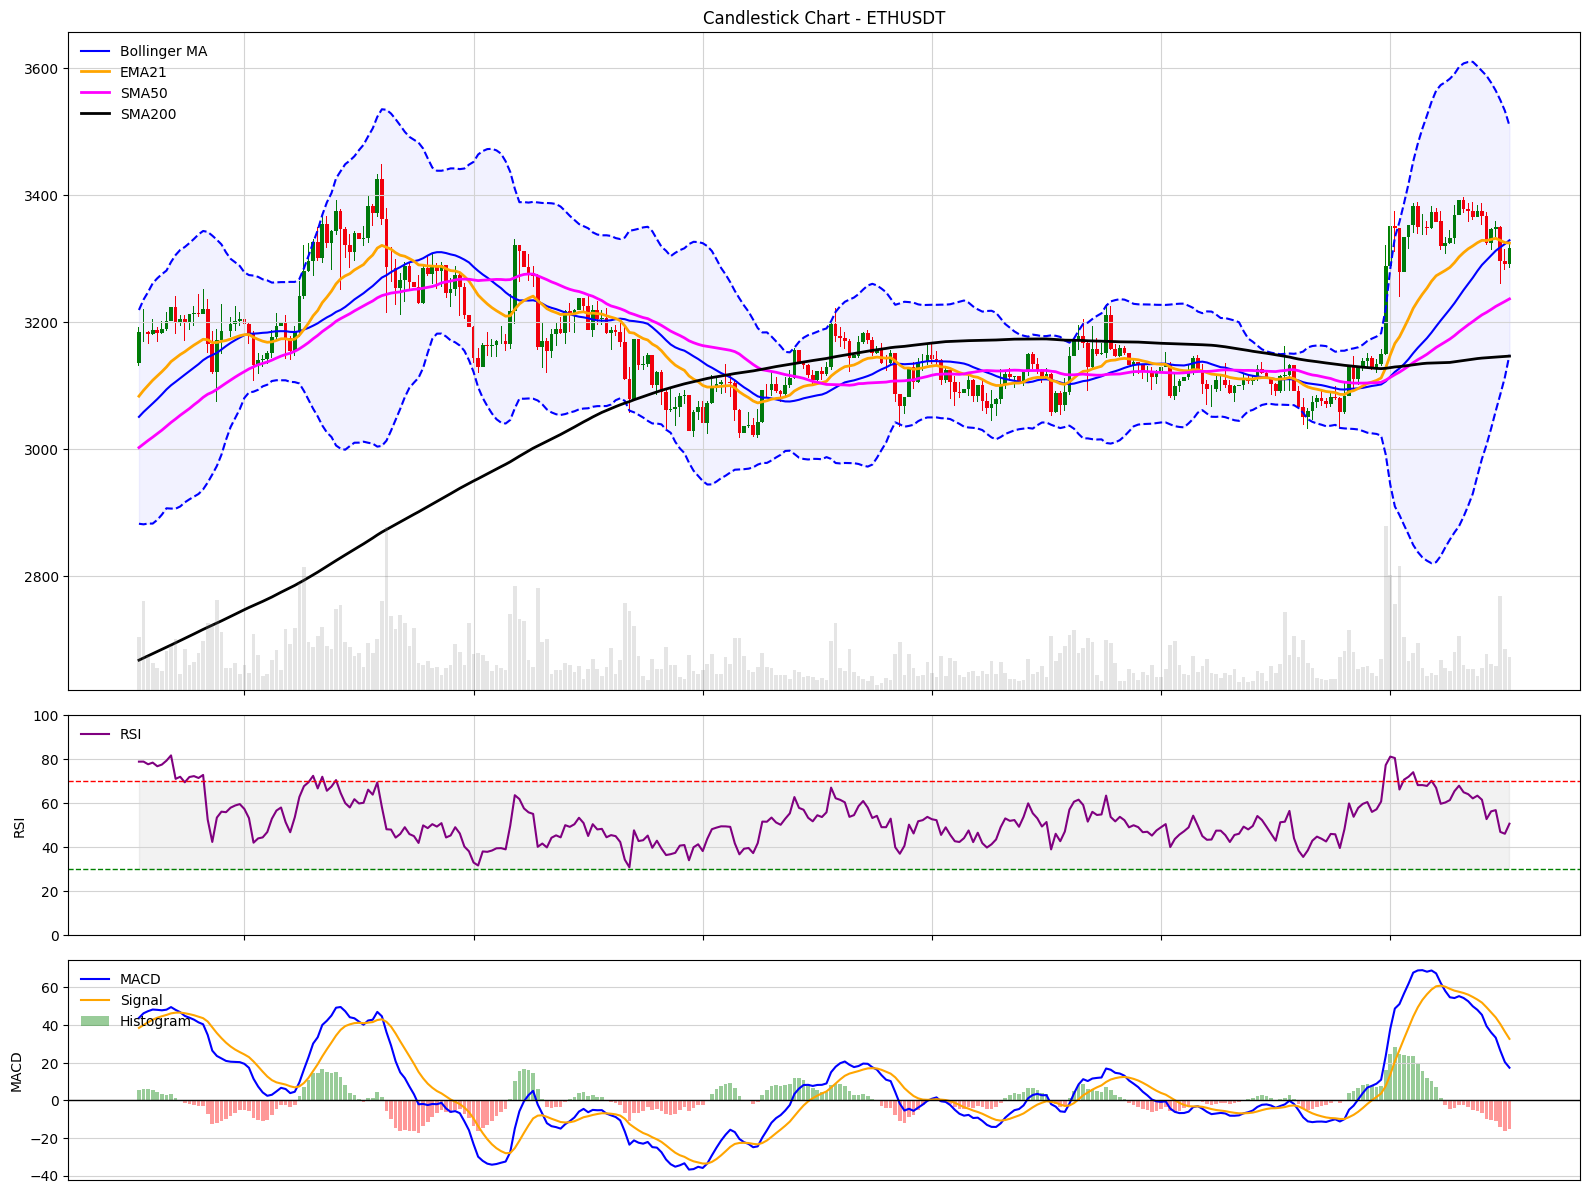 Candlestick Chart - ETHUSDT
Bollinger MA
EMA21
SMA50
SMA200
3600
3400
3200
3000
2800
RSI
100
80
60
40
20
0
RSI
MACD
Signal
Histogram
60
40
20
0
−20
−40
MACD